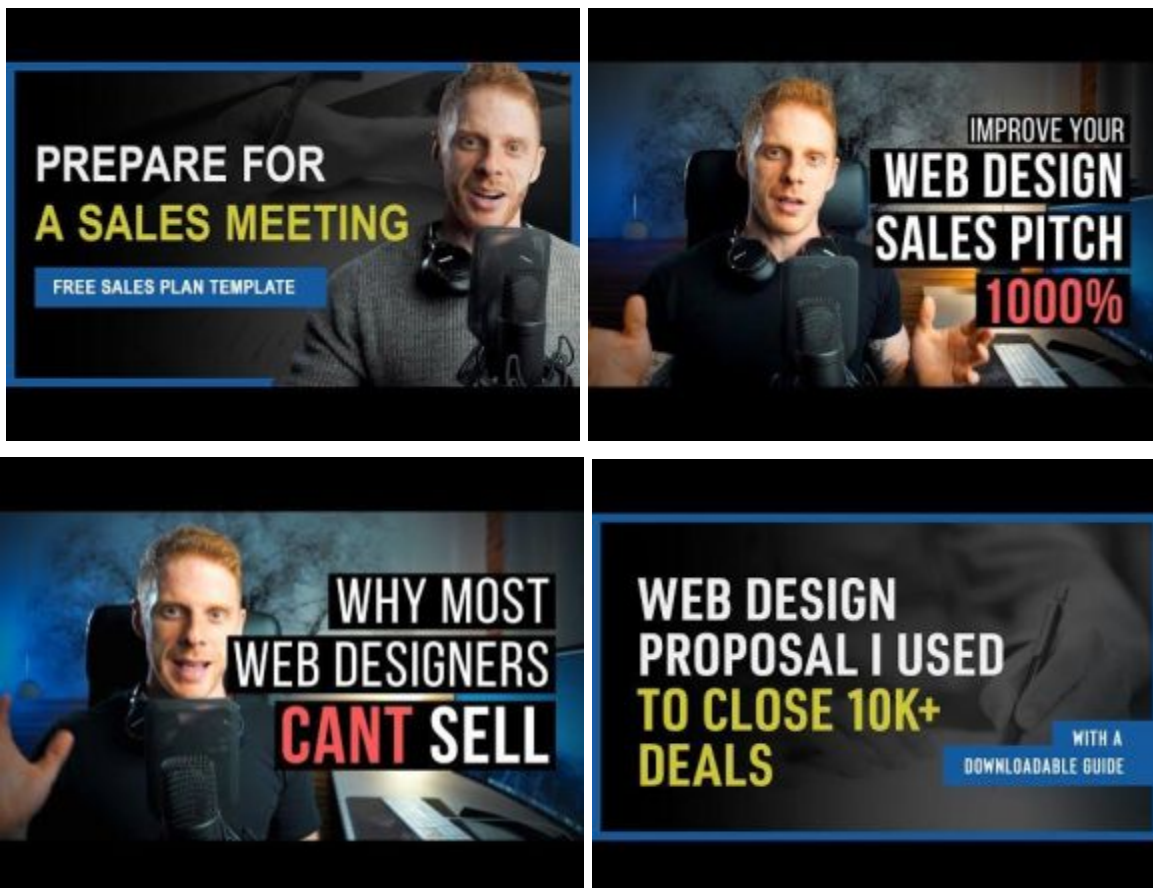 PREPARE FOR
A SALES MEETING
FREE SALES PLAN TEMPLATE
IMPROVE YOUR
WEB DESIGN
SALES PITCH
1000%
WHY MOST
WEB DESIGNERS
CANT SELL
WEB DESIGN
PROPOSAL I USED
TO CLOSE 10K+
DEALS
WITH A
DOWNLOADABLE GUIDE